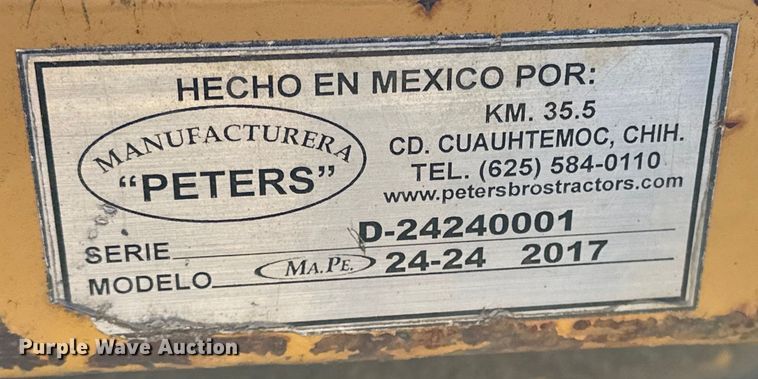 HECHO EN MEXICO POR:
MANUFACTURERA
"PETERS"
KM. 35.5
CD. CUAUHTEMOC, CHIH.
TEL. (625) 584-0110
www.petersbrostractors.com
SERIE D-24240001
MODELO MA.PE. 24-24 2017
Purple Wave Auction